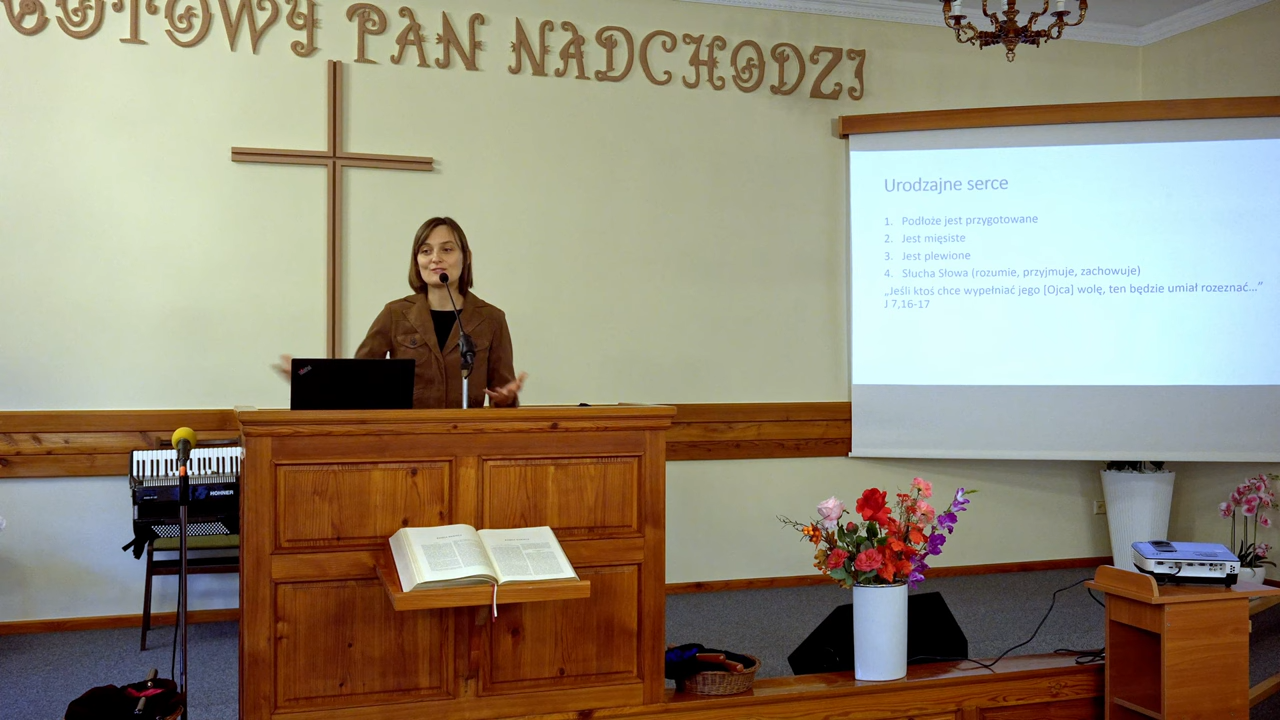 GOTOWY PAN NADCHODZI
Urodzajne serce
1. Podłoże jest przygotowane
2. Jest mięsiste
3. Jest plewione
4. Słucha Słowa (rozumie, przyjmuje, zachowuje)
„Jeśli ktoś chce wypełniać jego [Ojca] wolę, ten będzie umiał rozeznać...”
J 7,16-17
HOHNER